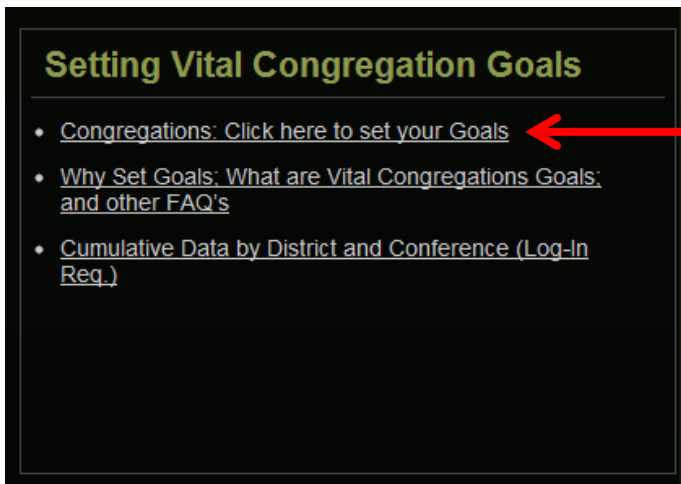 Setting Vital Congregation Goals
• Congregations: Click here to set your Goals
• Why Set Goals; What are Vital Congregations Goals;
and other FAQ's
• Cumulative Data by District and Conference (Log-In
Req.)